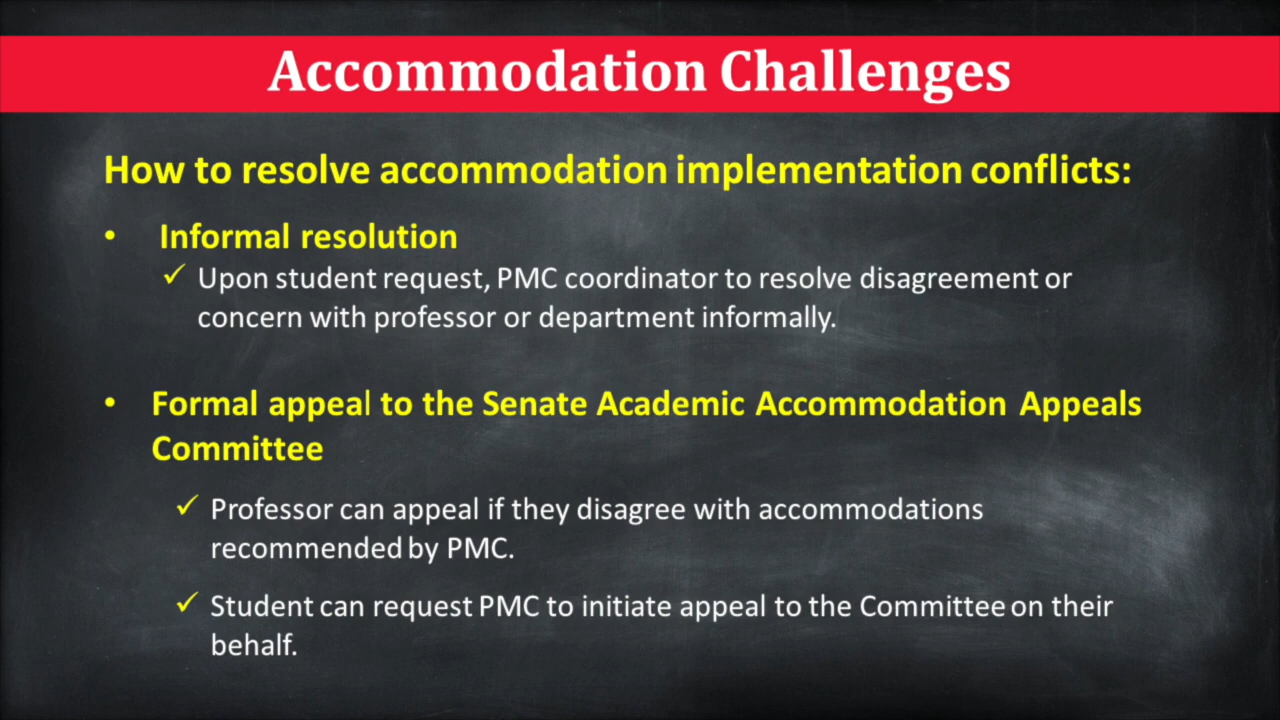 Accommodation Challenges
How to resolve accommodation implementation conflicts:
• Informal resolution
✓ Upon student request, PMC coordinator to resolve disagreement or
concern with professor or department informally.
• Formal appeal to the Senate Academic Accommodation Appeals
Committee
✓ Professor can appeal if they disagree with accommodations
recommended by PMC.
✓ Student can request PMC to initiate appeal to the Committee on their
behalf.